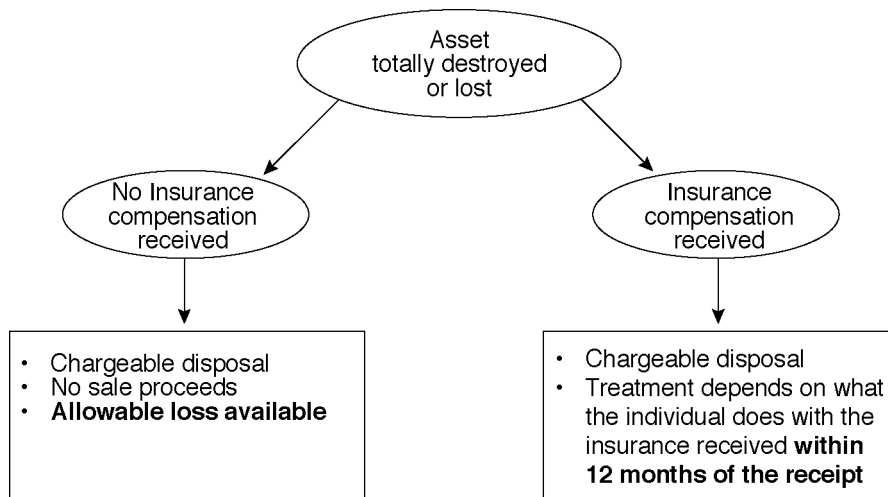 Asset
totally destroyed
or lost
No Insurance
compensation
received
Insurance
compensation
received
• Chargeable disposal
• No sale proceeds
• Allowable loss available
• Chargeable disposal
• Treatment depends on what
the individual does with the
insurance received within
12 months of the receipt